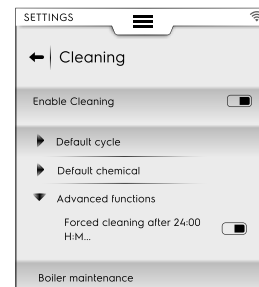 SETTINGS
Cleaning
Enable Cleaning
Default cycle
Default chemical
Advanced functions
Forced cleaning after 24:00
H:M...
Boiler maintenance